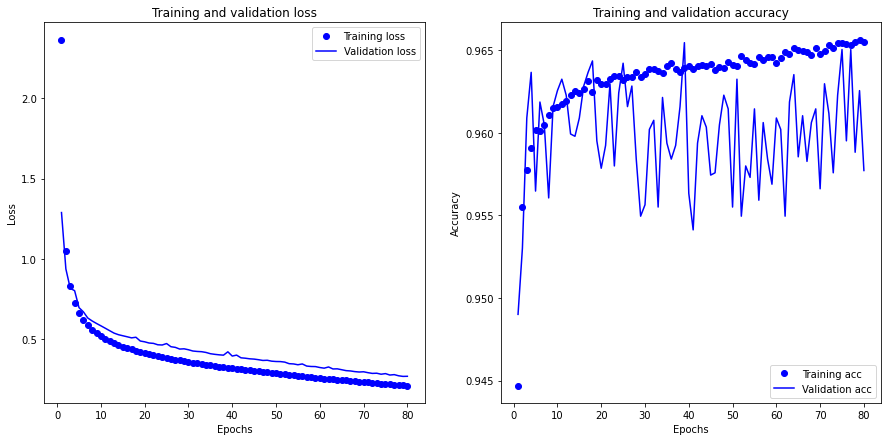 Training and validation loss
Training loss
Validation loss
2.0
1.5
1.0
0.5
Loss
0 10 20 30 40 50 60 70 80
Epochs
Training and validation accuracy
0.965
0.960
0.955
0.950
0.945
Accuracy
Training acc
Validation acc
0 10 20 30 40 50 60 70 80
Epochs